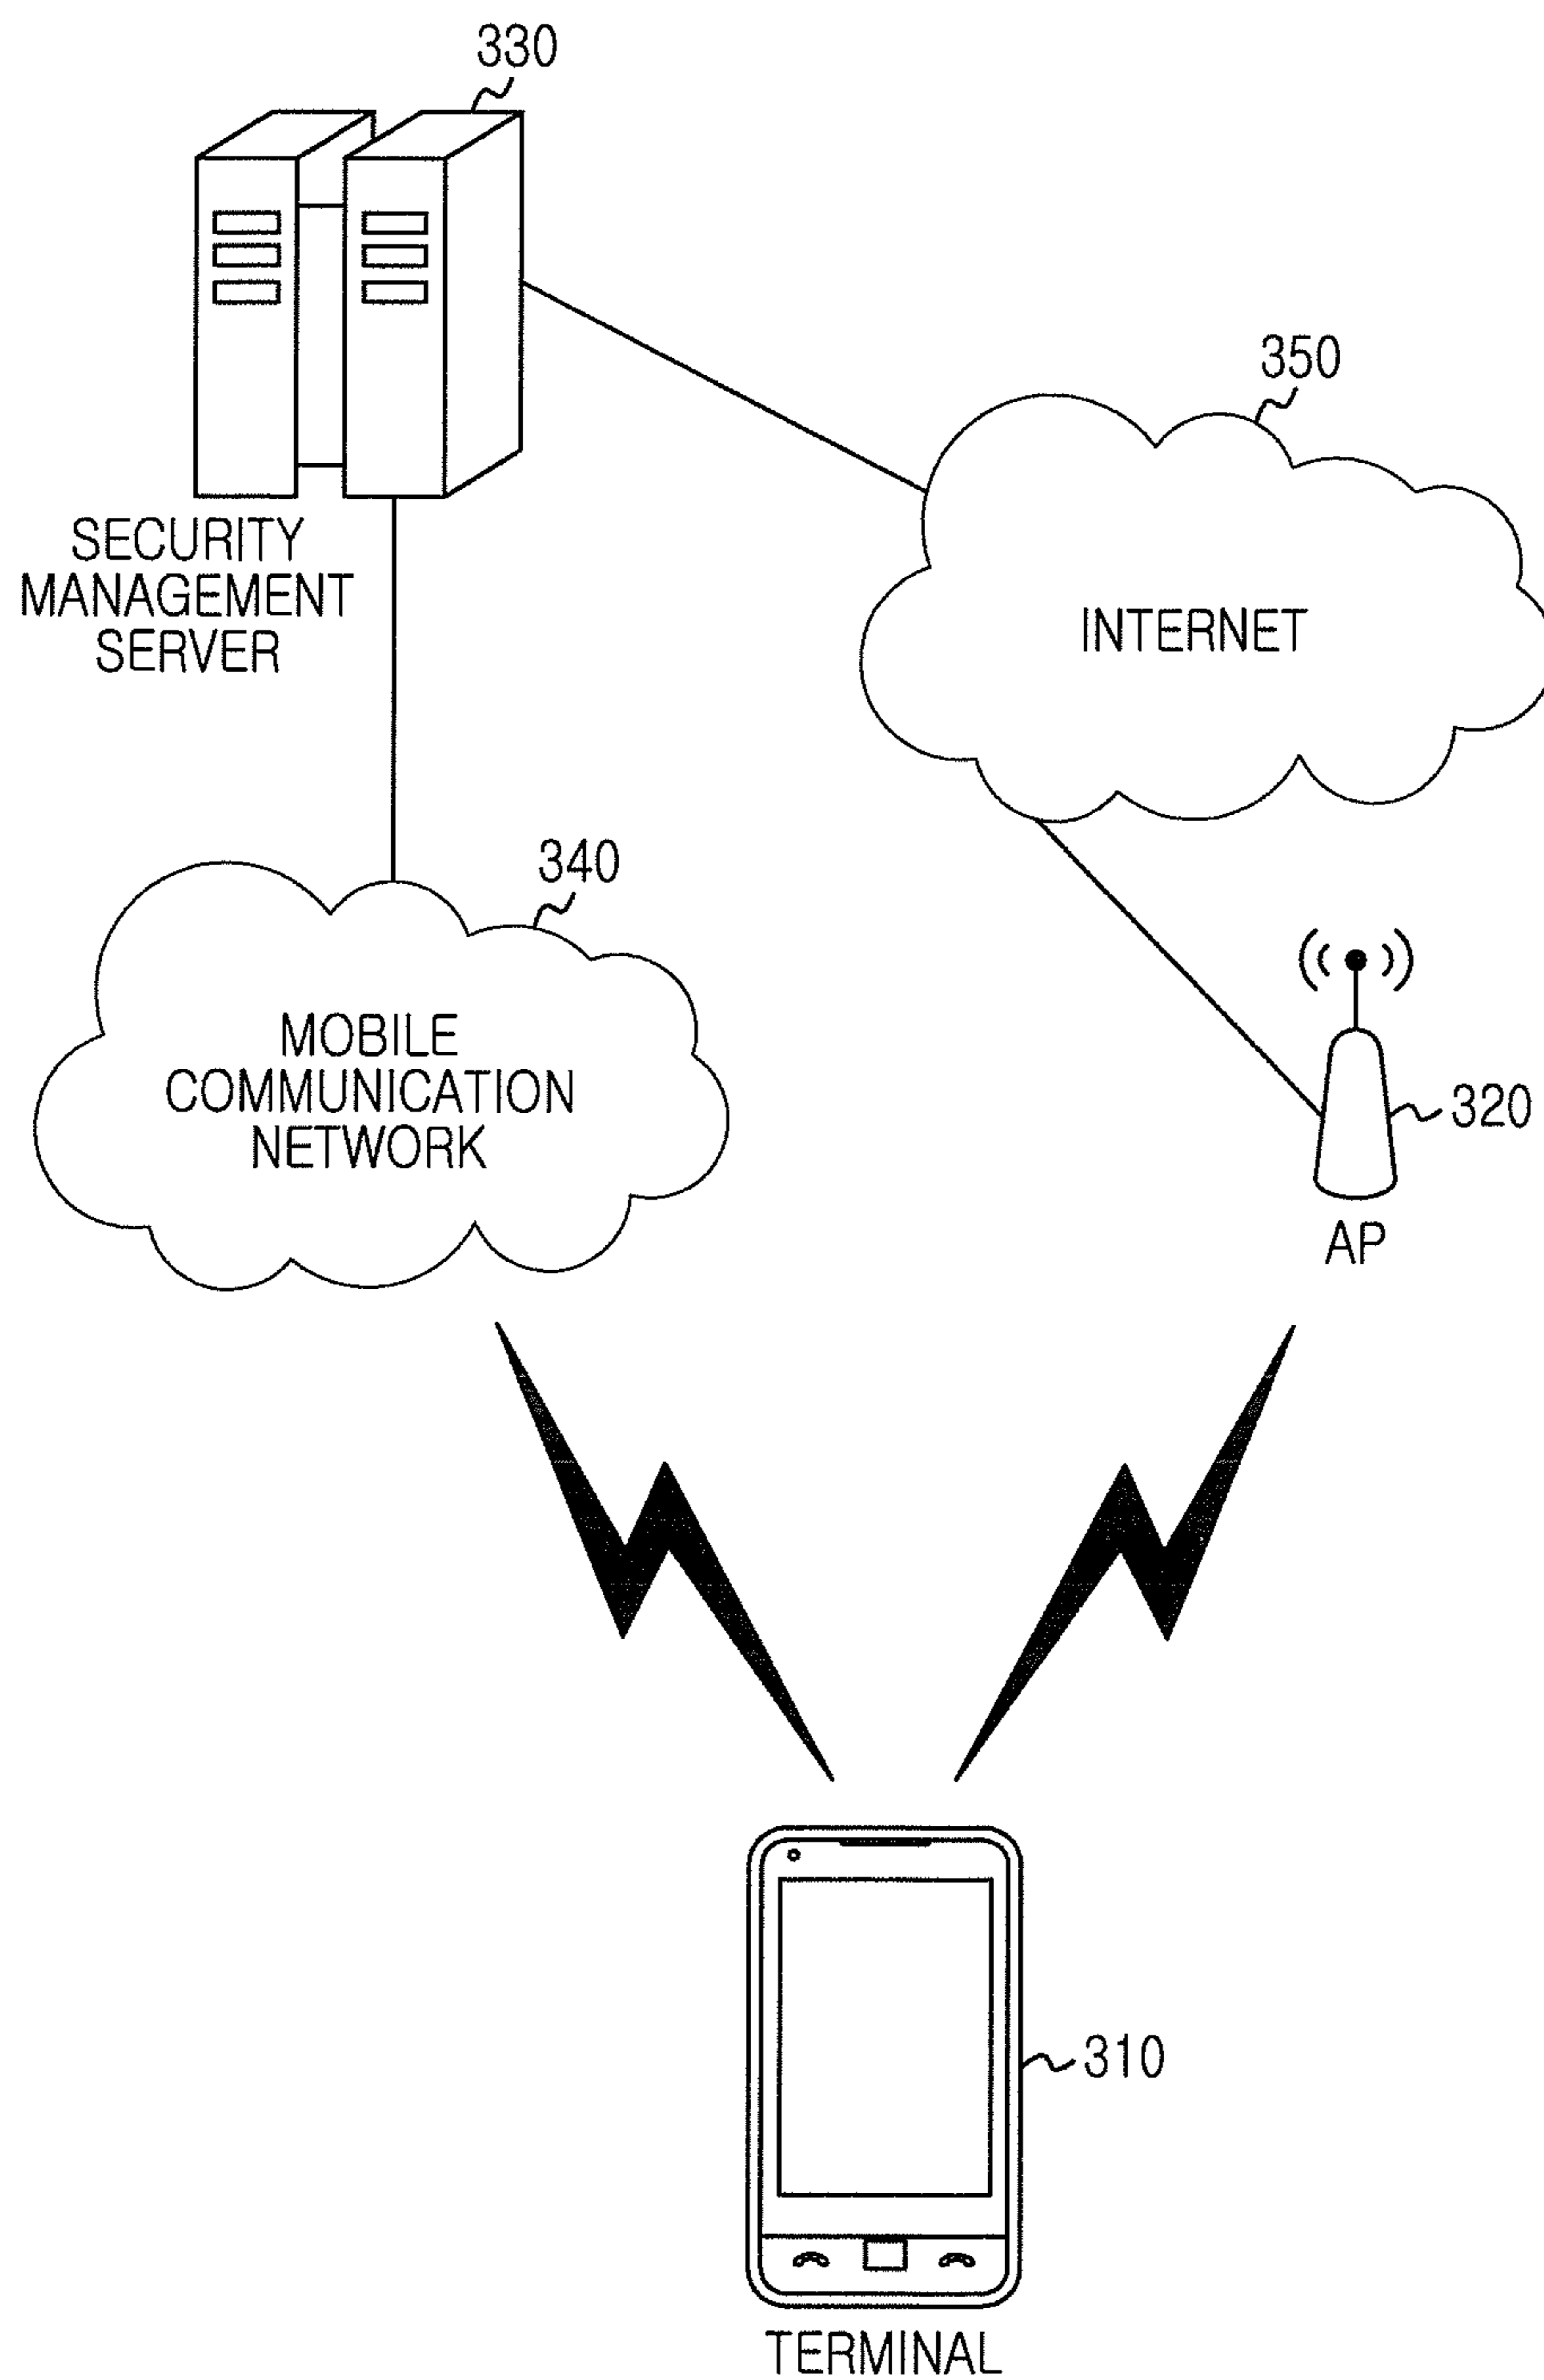 330
SECURITY
MANAGEMENT
SERVER
350
INTERNET
340
MOBILE
COMMUNICATION
NETWORK
320
AP
310
TERMINAL